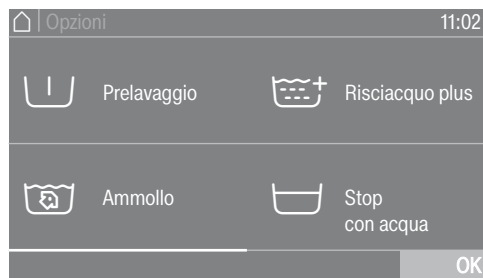 Opzioni 11:02
Prelavaggio
Risciacquo plus
Ammollo
Stop
con acqua
OK